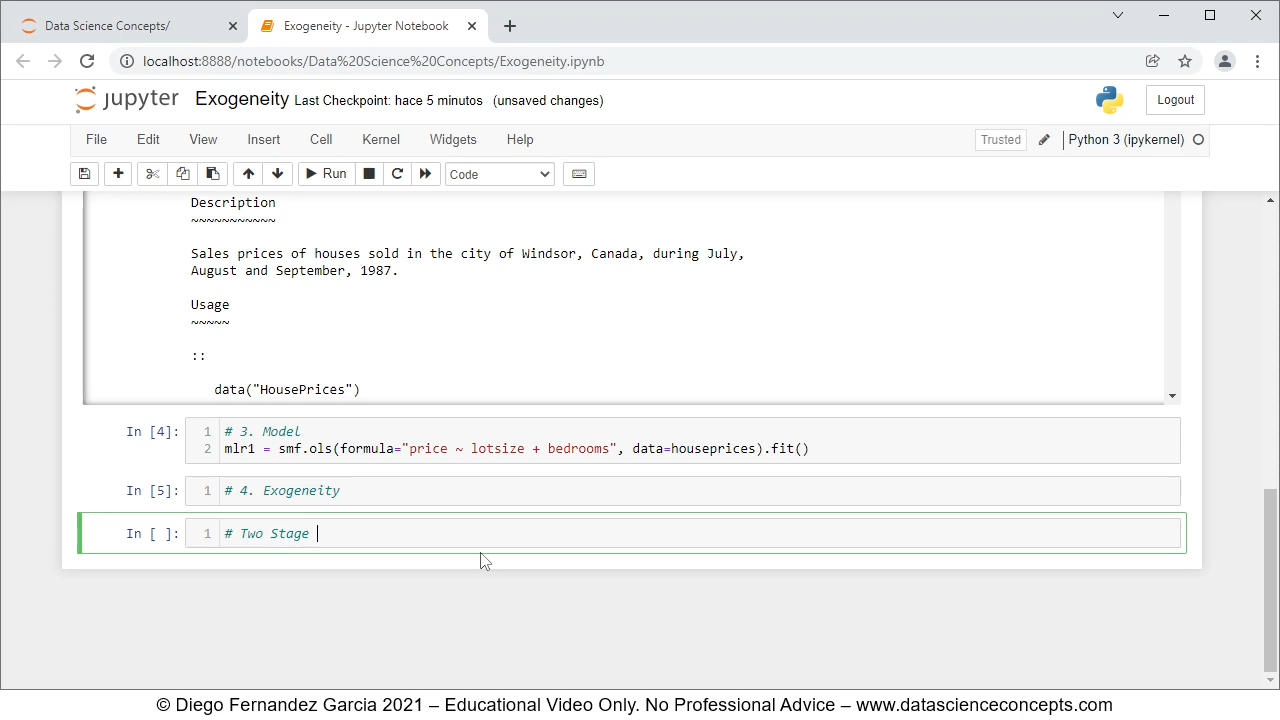 Data Science Concepts/
Exogeneity - Jupyter Notebook
localhost:8888/notebooks/Data%20Science%20Concepts/Exogeneity.ipynb
jupyter Exogeneity Last Checkpoint: hace 5 minutos (unsaved changes)
Logout
File Edit View Insert Cell Kernel Widgets Help
Trusted
Python 3 (ipykernel)
Run
Code
Description
~~~~~~~~~~~
Sales prices of houses sold in the city of Windsor, Canada, during July,
August and September, 1987.
Usage
~~~~~
::
data("HousePrices")
In [4]: 1 # 3. Model
2 mlr1 = smf.ols(formula="price ~ lotsize + bedrooms", data=houseprices).fit()
In [5]: 1 # 4. Exogeneity
In [ ]: 1 # Two Stage
© Diego Fernandez Garcia 2021 – Educational Video Only. No Professional Advice – www.datascienceconcepts.com